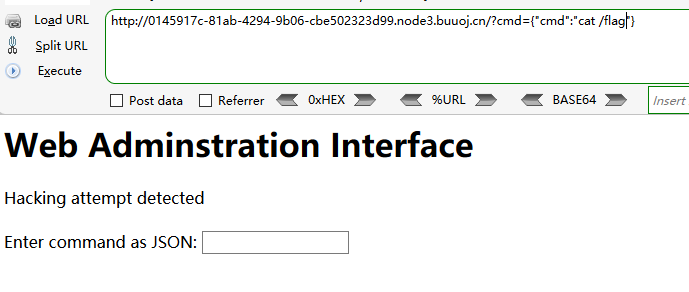 Load URL
http://0145917c-81ab-4294-9b06-cbe502323d99.node3.buuoj.cn/?cmd={"cmd":"cat /flag"}
Split URL
Execute
Post data Referrer 0xHEX %URL BASE64 Insert
Web Adminstration Interface
Hacking attempt detected
Enter command as JSON: